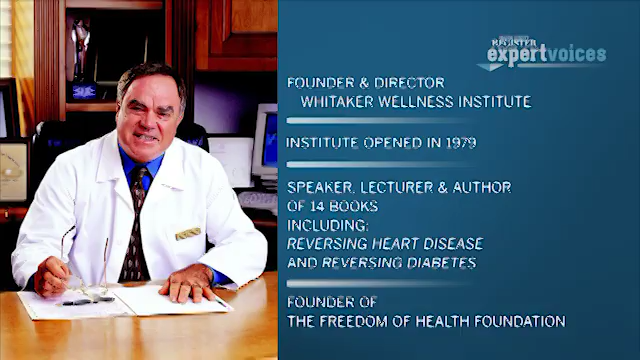 REGISTER
expertvoices
FOUNDER & DIRECTOR
WHITAKER WELLNESS INSTITUTE
INSTITUTE OPENED IN 1979
SPEAKER, LECTURER & AUTHOR
OF 14 BOOKS
INCLUDING:
REVERSING HEART DISEASE
AND REVERSING DIABETES
FOUNDER OF
THE FREEDOM OF HEALTH FOUNDATION